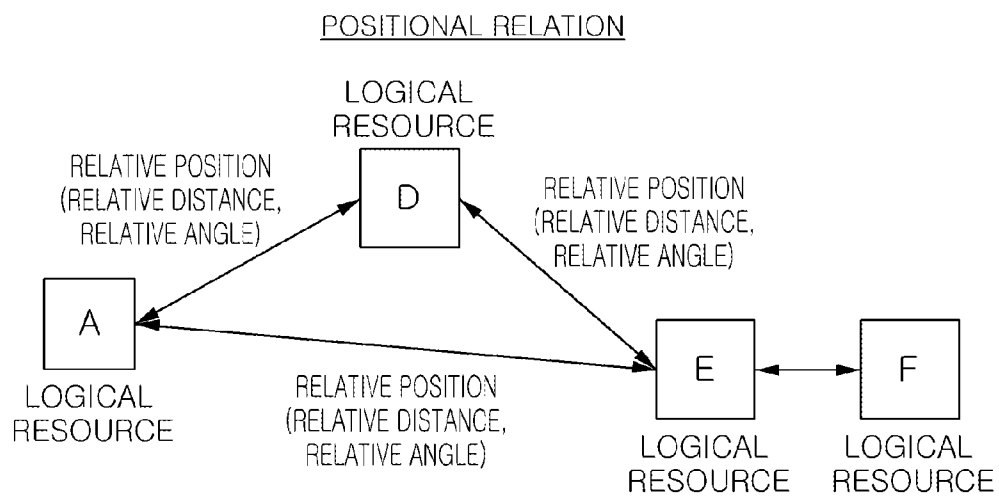 POSITIONAL RELATION
LOGICAL
RESOURCE
D
RELATIVE POSITION
(RELATIVE DISTANCE,
RELATIVE ANGLE)
RELATIVE POSITION
(RELATIVE DISTANCE,
RELATIVE ANGLE)
A
LOGICAL
RESOURCE
RELATIVE POSITION
(RELATIVE DISTANCE,
RELATIVE ANGLE)
E
LOGICAL
RESOURCE
F
LOGICAL
RESOURCE